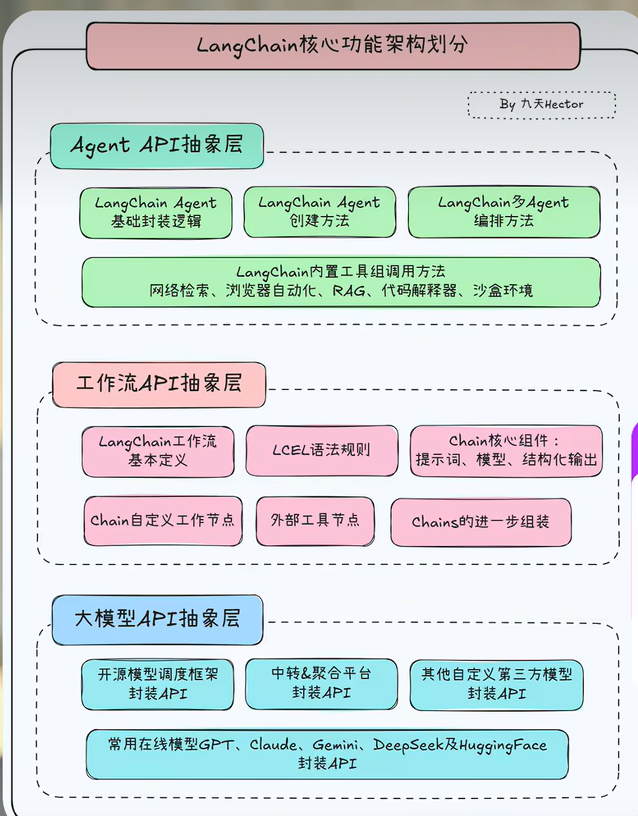 LangChain核心功能架构划分
By 九天Hector
Agent API抽象层
LangChain Agent
基础封装逻辑
LangChain Agent
创建方法
LangChain多Agent
编排方法
LangChain内置工具组调用方法
网络检索、浏览器自动化、RAG、代码解释器、沙盒环境
工作流API抽象层
LangChain工作流
基本定义
LCEL语法规则
Chain核心组件：
提示词、模型、结构化输出
Chain自定义工作节点
外部工具节点
Chains的进一步组装
大模型API抽象层
开源模型调度框架
封装API
中转&聚合平台
封装API
其他自定义第三方模型
封装API
常用在线模型GPT、Claude、Gemini、DeepSeek及HuggingFace
封装API